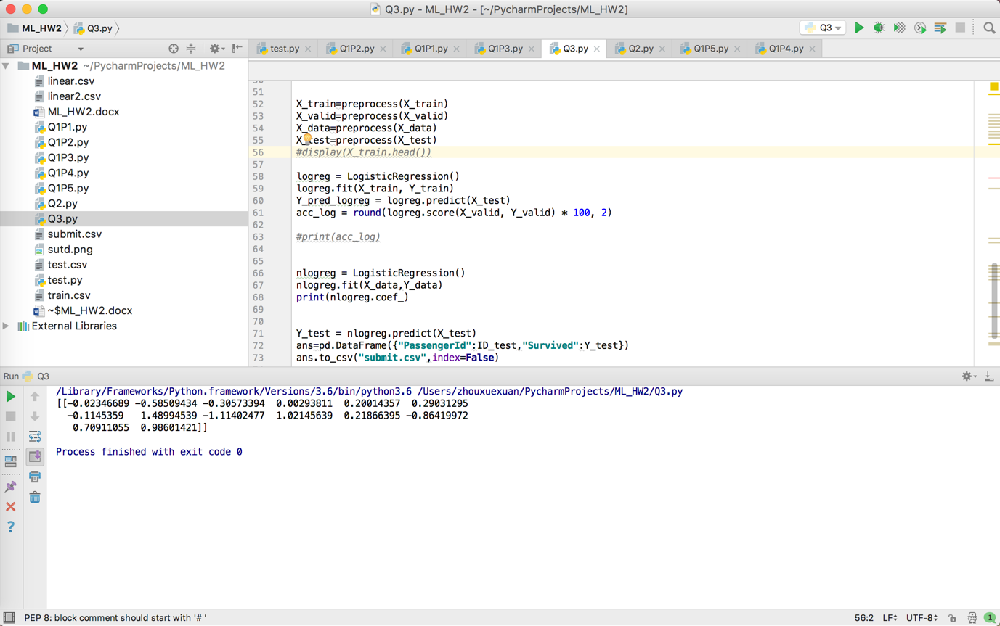 Q3.py - ML_HW2 - [~/PycharmProjects/ML_HW2]
ML_HW2 Q3.py Q3
Project test.py Q1P2.py Q1P1.py Q1P3.py Q3.py Q2.py Q1P5.py Q1P4.py
ML_HW2 ~/PycharmProjects/ML_HW2
linear.csv
linear2.csv
ML_HW2.docx
Q1P1.py
Q1P2.py
Q1P3.py
Q1P4.py
Q1P5.py
Q2.py
Q3.py
submit.csv
sutd.png
test.csv
test.py
train.csv
~$ML_HW2.docx
External Libraries
51
52 X_train=preprocess(X_train)
53 X_valid=preprocess(X_valid)
54 X_data=preprocess(X_data)
55 X_test=preprocess(X_test)
56 #display(X_train.head())
57
58 logreg = LogisticRegression()
59 logreg.fit(X_train, Y_train)
60 Y_pred_logreg = logreg.predict(X_test)
61 acc_log = round(logreg.score(X_valid, Y_valid) * 100, 2)
62
63 #print(acc_log)
64
65
66 nlogreg = LogisticRegression()
67 nlogreg.fit(X_data,Y_data)
68 print(nlogreg.coef_)
69
70
71 Y_test = nlogreg.predict(X_test)
72 ans=pd.DataFrame({"PassengerId":ID_test,"Survived":Y_test})
73 ans.to_csv("submit.csv",index=False)
Run Q3
/Library/Frameworks/Python.framework/Versions/3.6/bin/python3.6 /Users/zhouxuexuan/PycharmProjects/ML_HW2/Q3.py
[[-0.02346689 -0.58509434 -0.30573394 0.00293811 0.20014357 0.29031295
-0.1145359 1.48994539 -1.11402477 1.02145639 0.21866395 -0.86419972
0.70911055 0.98601421]]
Process finished with exit code 0
PEP 8: block comment should start with '# ' 56:2 LF UTF-8 1